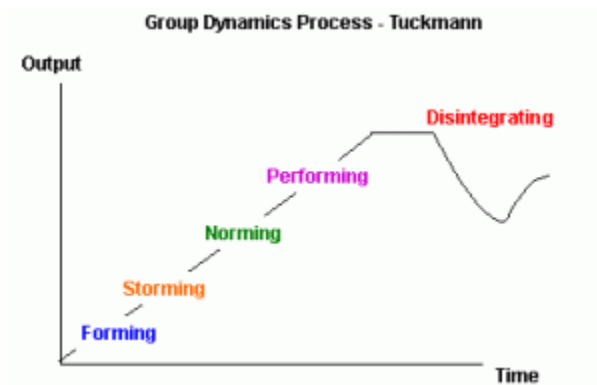 Group Dynamics Process - Tuckmann
Output
Disintegrating
Performing
Norming
Storming
Forming
Time